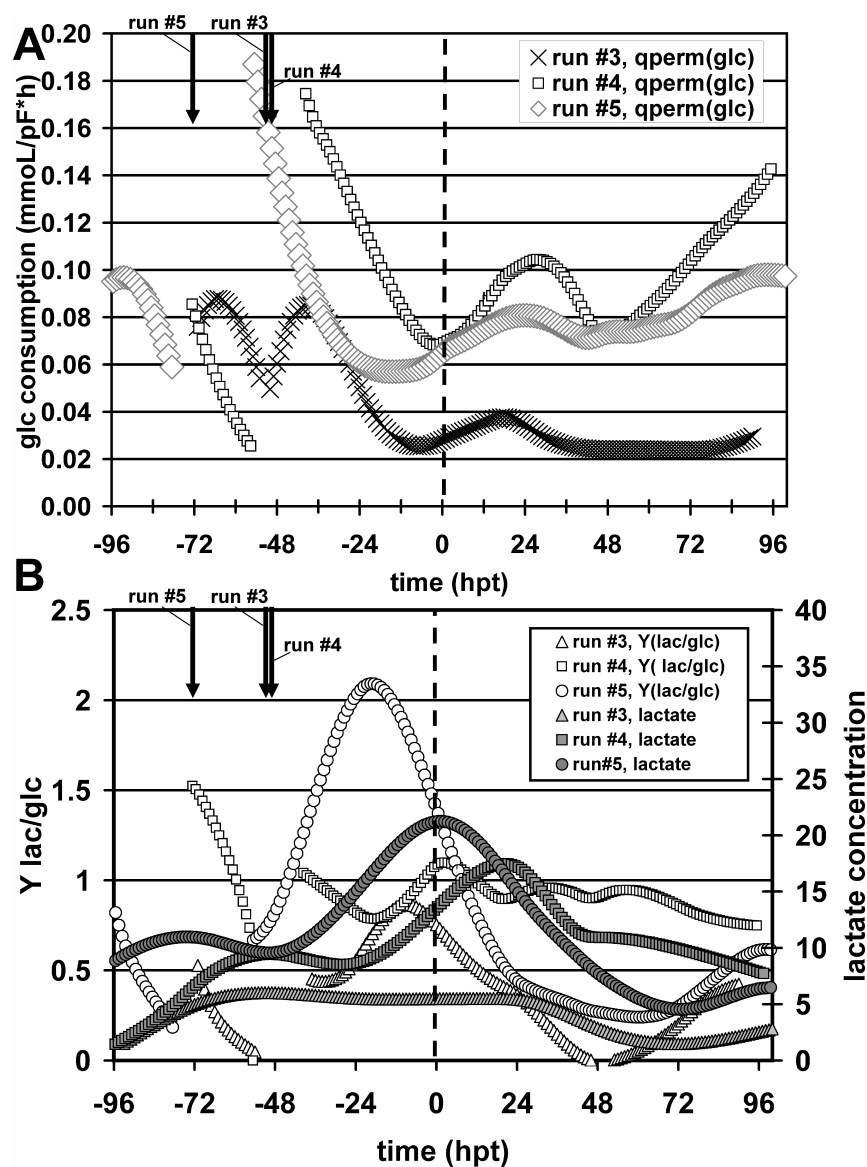 A
run #5
run #3
run #4
run #3, qperm(glc)
run #4, qperm(glc)
run #5, qperm(glc)
glc consumption (mmoL/pF*h)
0.20
0.18
0.16
0.14
0.12
0.10
0.08
0.06
0.04
0.02
0.00
-96 -72 -48 -24 0 24 48 72 96
time (hpt)
B
run #5
run #3
run #4
run #3, Y(lac/glc)
run #4, Y( lac/glc)
run #5, Y(lac/glc)
run #3, lactate
run #4, lactate
run#5, lactate
Y lac/glc
2.5
2
1.5
1
0.5
0
40
35
30
25
20
15
10
5
0
lactate concentration
-96 -72 -48 -24 0 24 48 72 96
time (hpt)